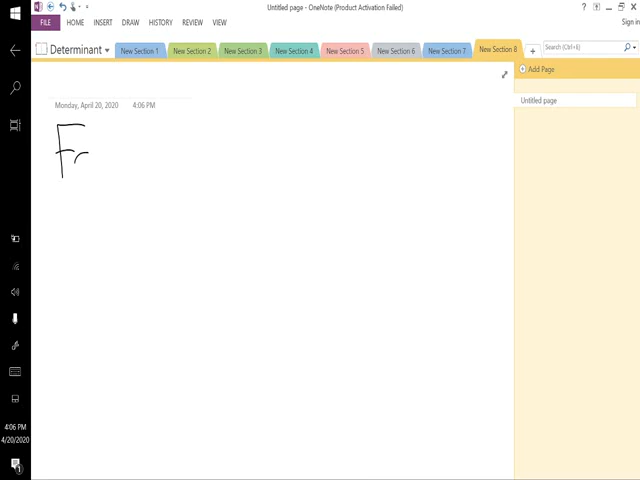 Untitled page - OneNote (Product Activation Failed)
Sign in
FILE HOME INSERT DRAW HISTORY REVIEW VIEW
Determinant New Section 1 New Section 2 New Section 3 New Section 4 New Section 5 New Section 6 New Section 7 New Section 8 Search (Ctrl+E)
Add Page
Untitled page
Monday, April 20, 2020 4:06 PM
4:06 PM
4/20/2020
1